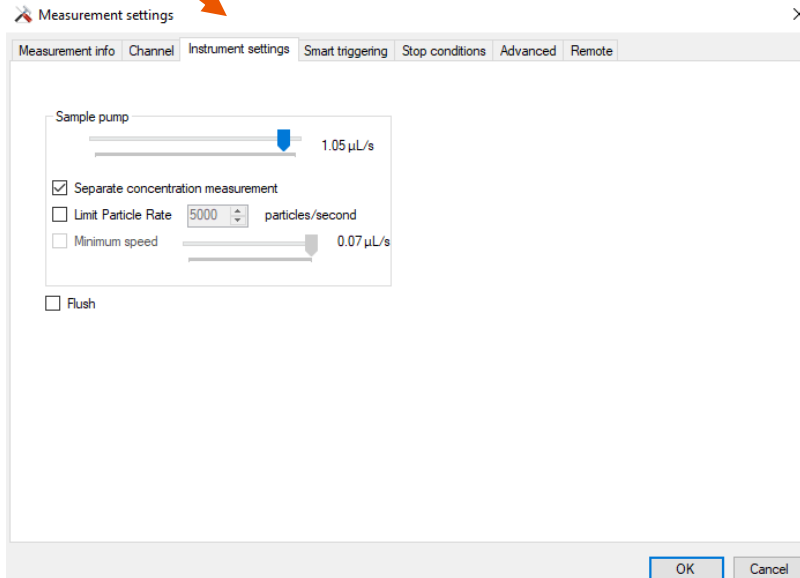 Measurement settings
Measurement info Channel Instrument settings Smart triggering Stop conditions Advanced Remote
Sample pump
1.05 µL/s
Separate concentration measurement
Limit Particle Rate 5000 particles/second
Minimum speed 0.07 µL/s
Flush
OK Cancel